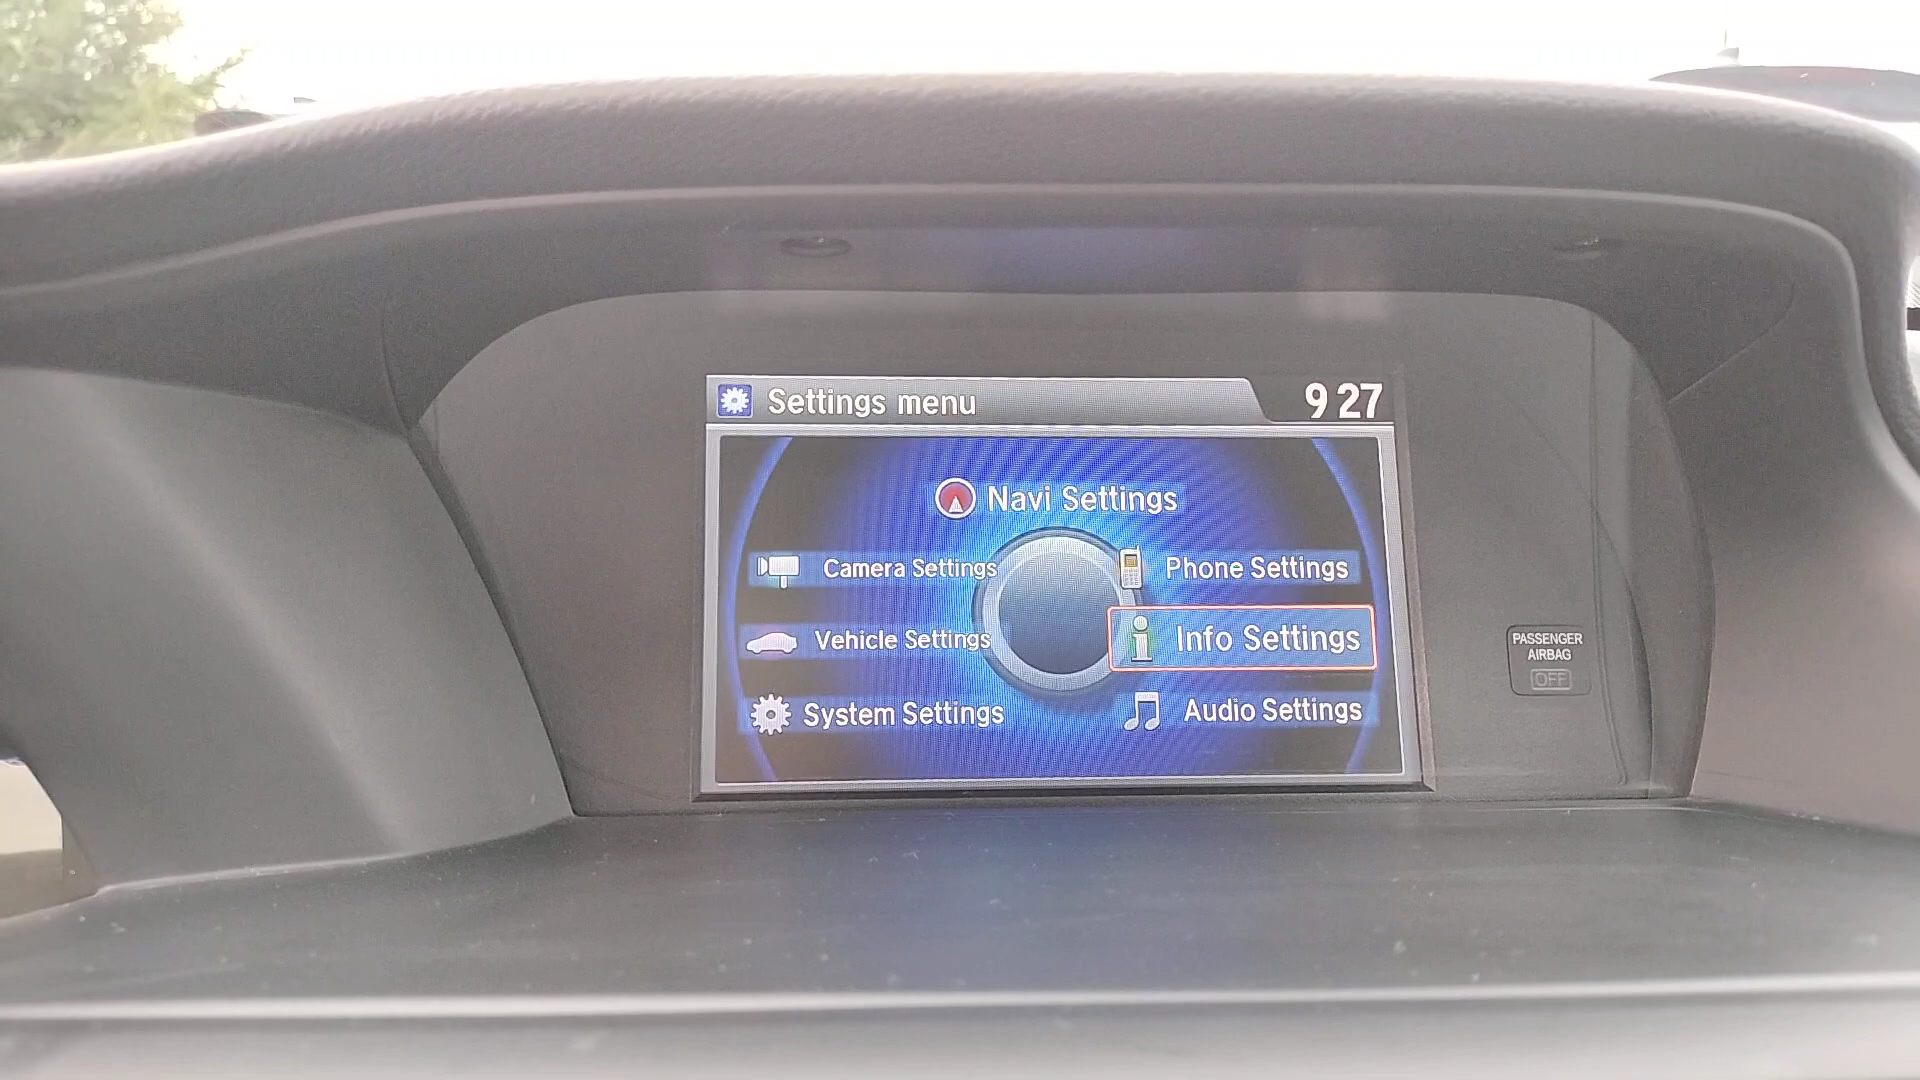 Settings menu
9 27
Navi Settings
Camera Settings
Phone Settings
Vehicle Settings
Info Settings
System Settings
Audio Settings
PASSENGER
AIRBAG
OFF